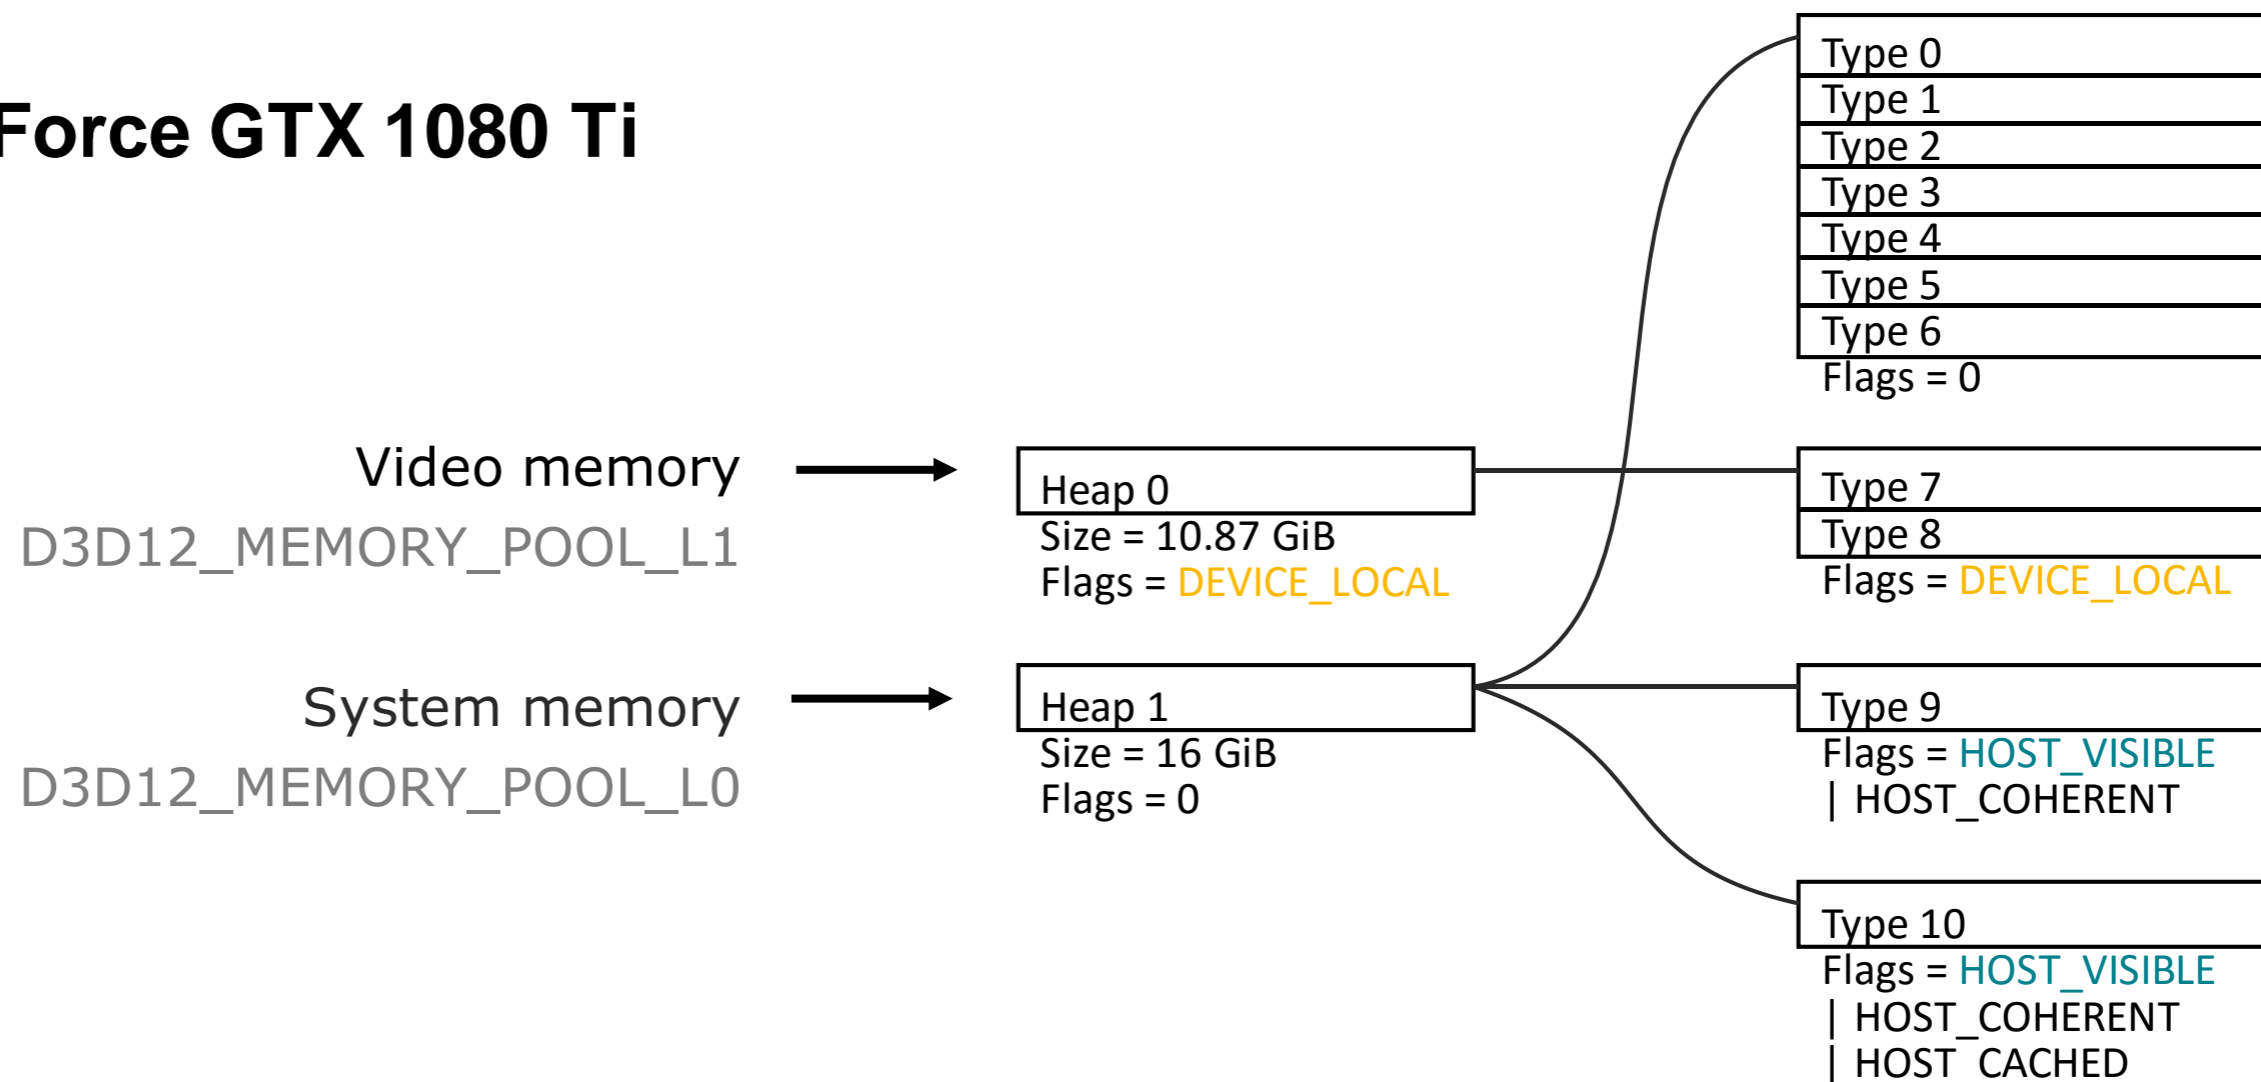 Force GTX 1080 Ti
Video memory
D3D12_MEMORY_POOL_L1
System memory
D3D12_MEMORY_POOL_L0
Heap 0
Size = 10.87 GiB
Flags = DEVICE_LOCAL
Heap 1
Size = 16 GiB
Flags = 0
Type 0
Type 1
Type 2
Type 3
Type 4
Type 5
Type 6
Flags = 0
Type 7
Type 8
Flags = DEVICE_LOCAL
Type 9
Flags = HOST_VISIBLE
| HOST_COHERENT
Type 10
Flags = HOST_VISIBLE
| HOST_COHERENT
| HOST_CACHED